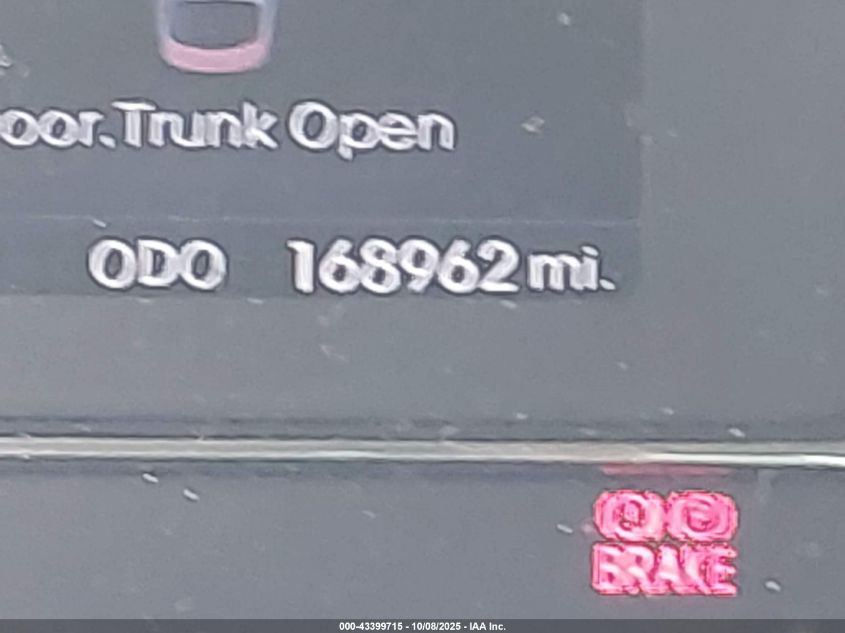 oor.Trunk Open
ODO 168962 mi.
BRAKE
000-43399715 - 10/08/2025 - IAA Inc.